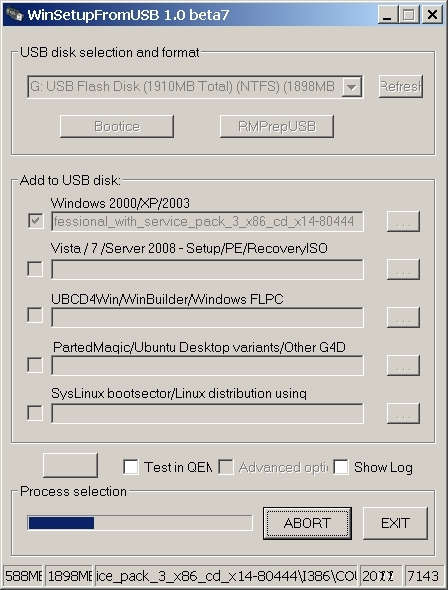 WinSetupFromUSB 1.0 beta7
USB disk selection and format
G: USB Flash Disk (1910MB Total) (NTFS) (1898MB
Refresh
Bootice
RMPrepUSB
Add to USB disk:
Windows 2000/XP/2003
fessional_with_service_pack_3_x86_cd_x14-80444
...
Vista / 7 /Server 2008 - Setup/PE/RecoveryISO
...
UBCD4Win/WinBuilder/Windows FLPC
...
PartedMagic/Ubuntu Desktop variants/Other G4D
...
SysLinux bootsector/Linux distribution using
...
Test in QEM
Advanced optio
Show Log
Process selection
ABORT
EXIT
588ME 1898ME ice_pack_3_x86_cd_x14-80444\I386\COU 7143